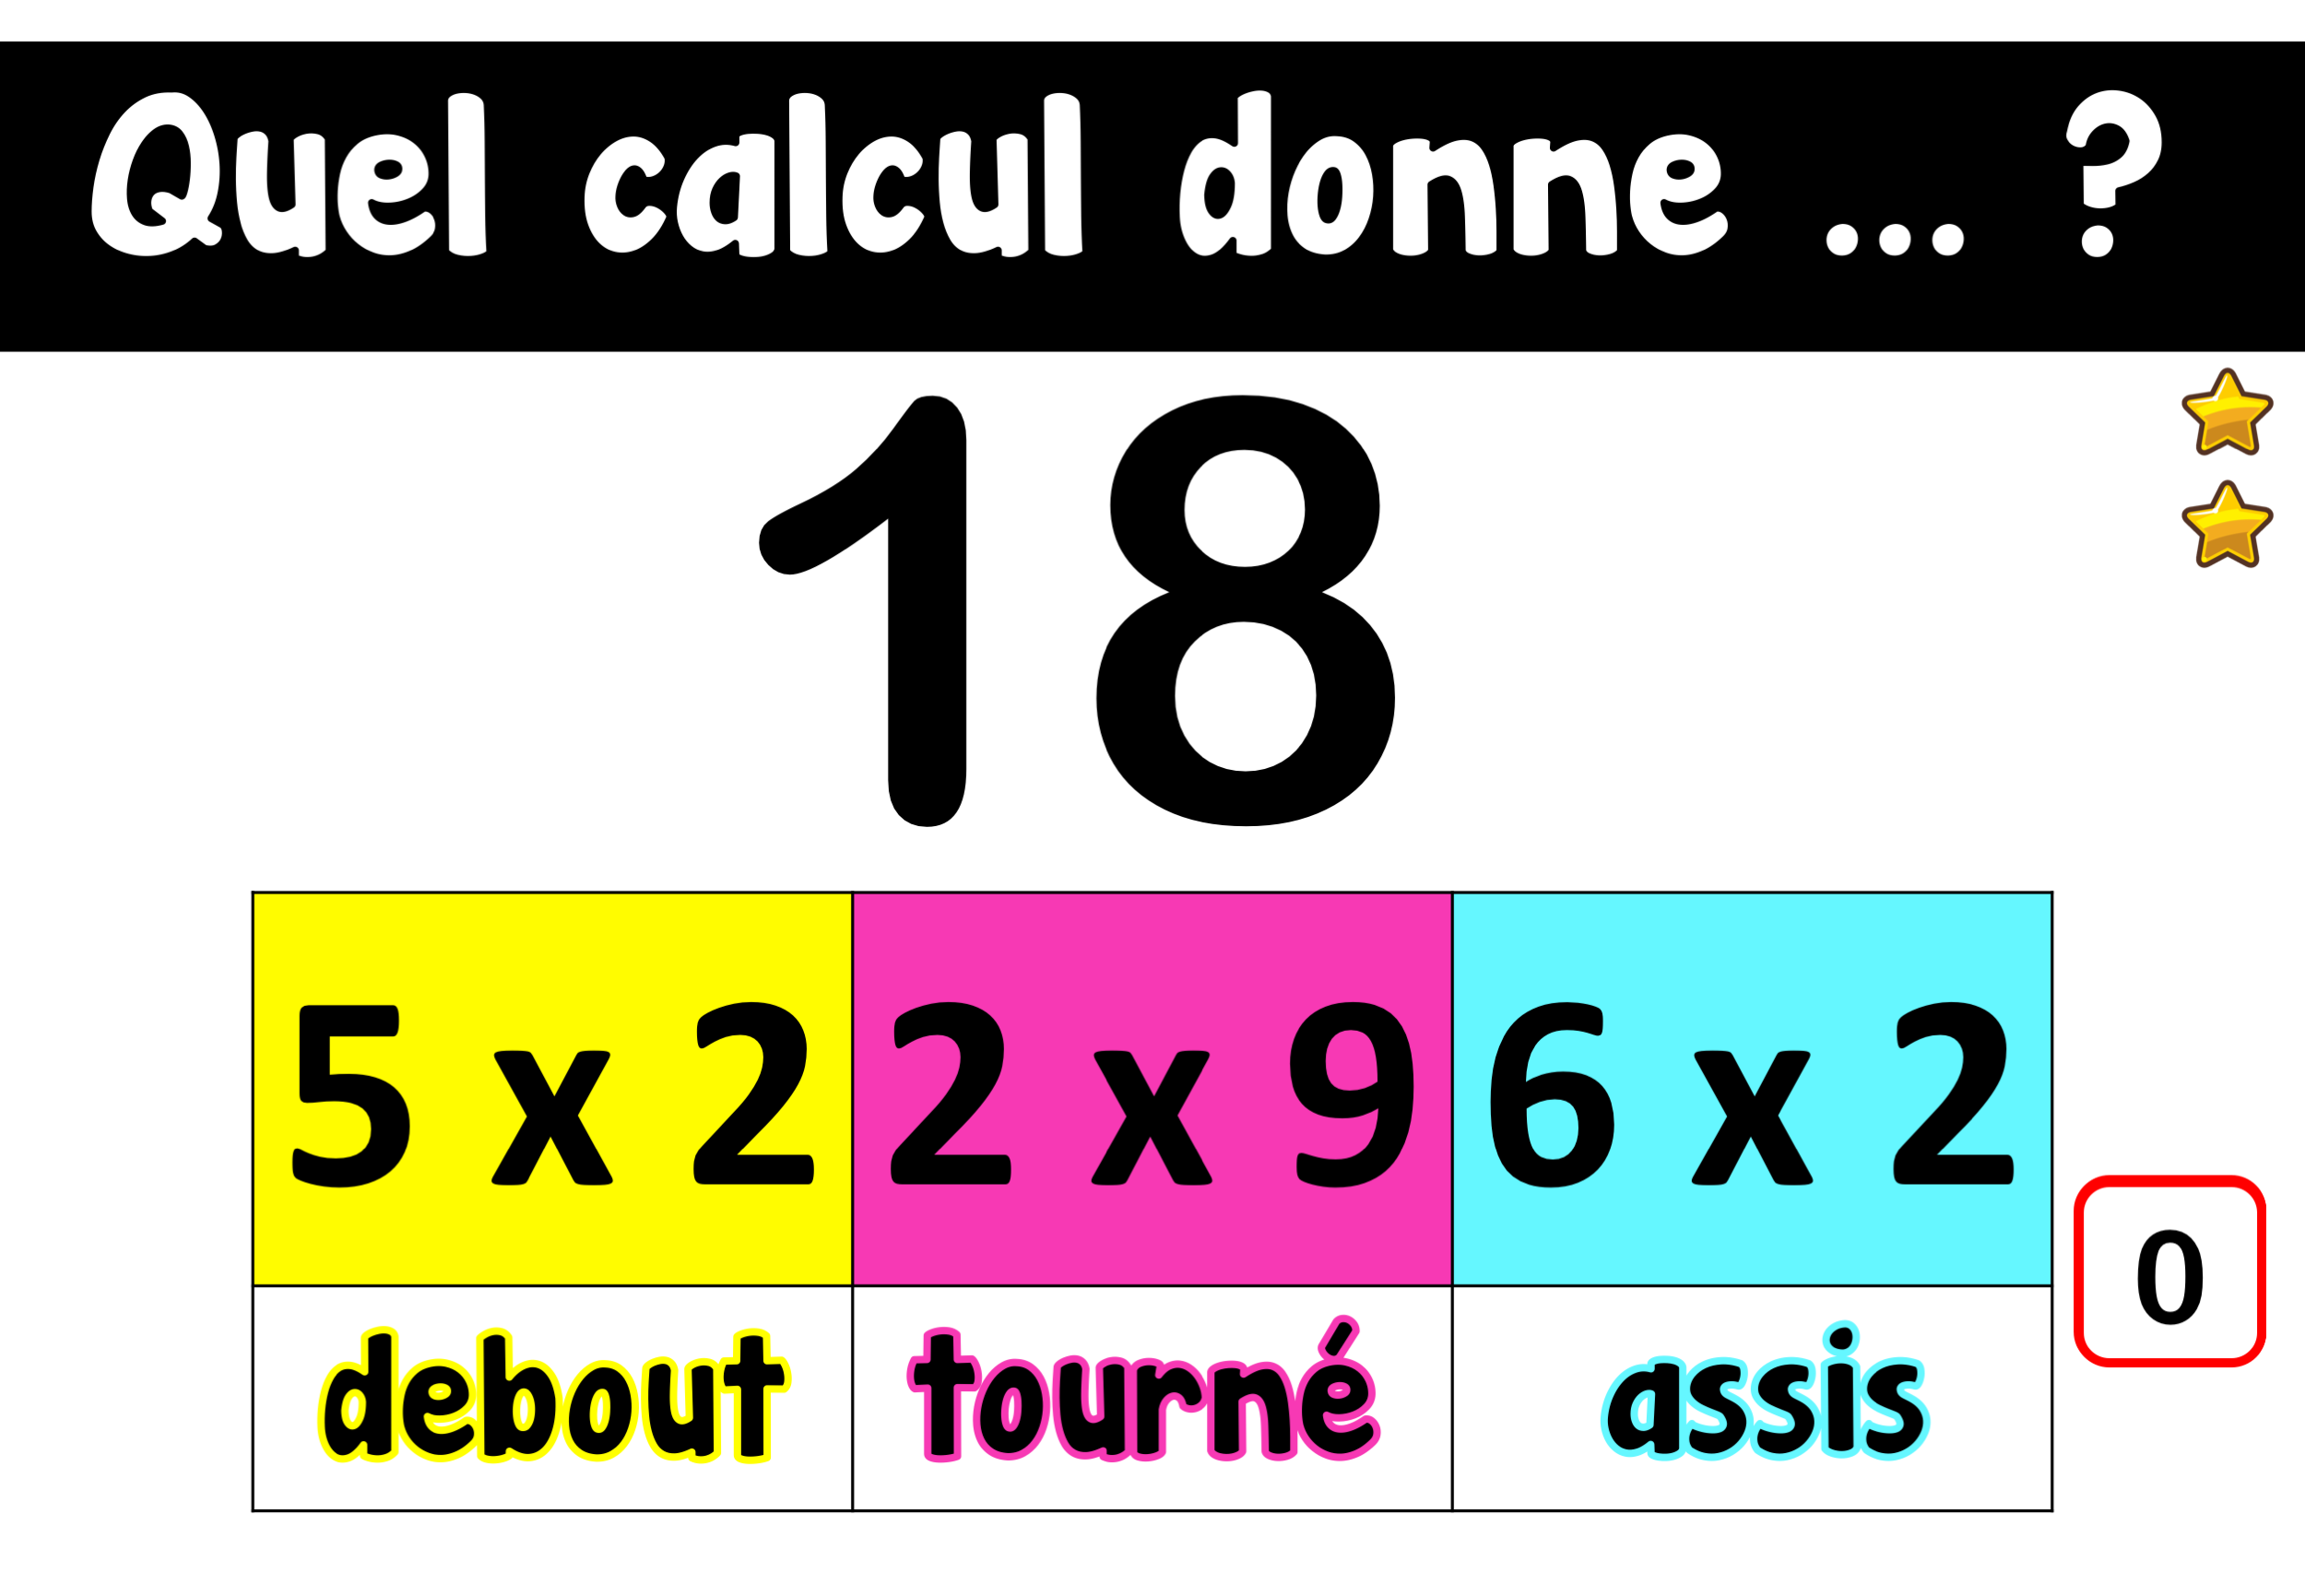 Quel calcul donne ... ?
18
5 x 2 2 x 9 6 x 2
0
debout tourné assis